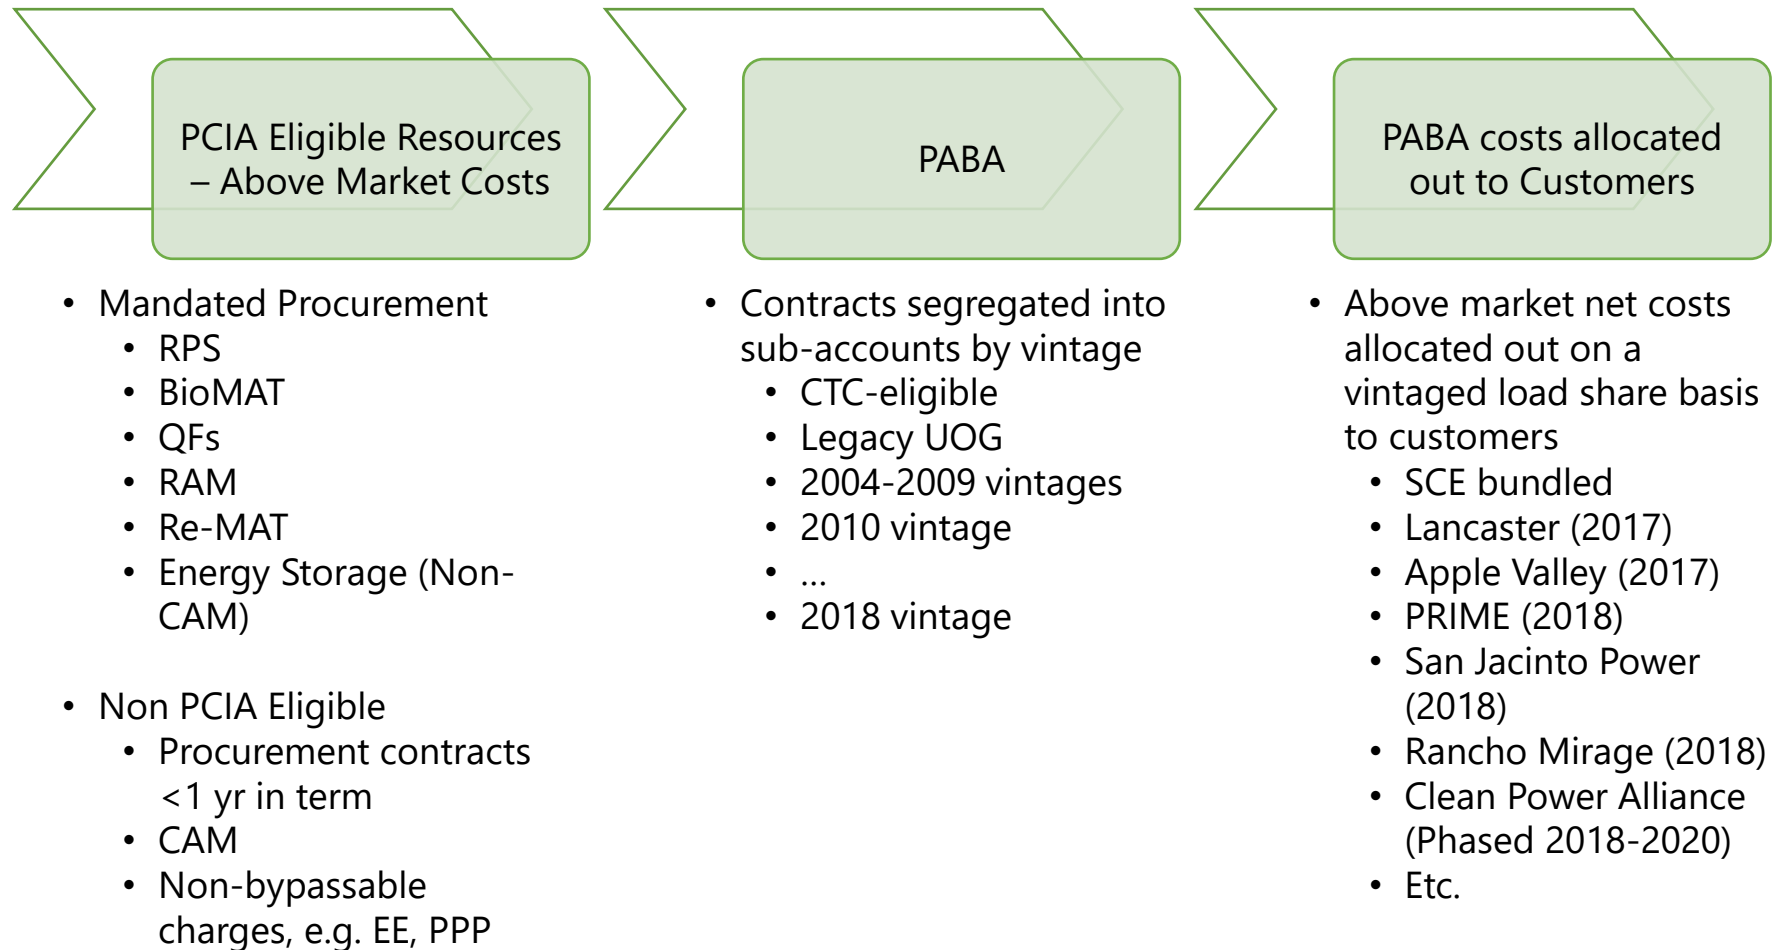 PCIA Eligible Resources
– Above Market Costs
• Mandated Procurement
• RPS
• BioMAT
• QFs
• RAM
• Re-MAT
• Energy Storage (Non-
CAM)
• Non PCIA Eligible
• Procurement contracts
<1 yr in term
• CAM
• Non-bypassable
charges, e.g. EE, PPP
PABA
• Contracts segregated into
sub-accounts by vintage
• CTC-eligible
• Legacy UOG
• 2004-2009 vintages
• 2010 vintage
• …
• 2018 vintage
PABA costs allocated
out to Customers
• Above market net costs
allocated out on a
vintaged load share basis
to customers
• SCE bundled
• Lancaster (2017)
• Apple Valley (2017)
• PRIME (2018)
• San Jacinto Power
(2018)
• Rancho Mirage (2018)
• Clean Power Alliance
(Phased 2018-2020)
• Etc.